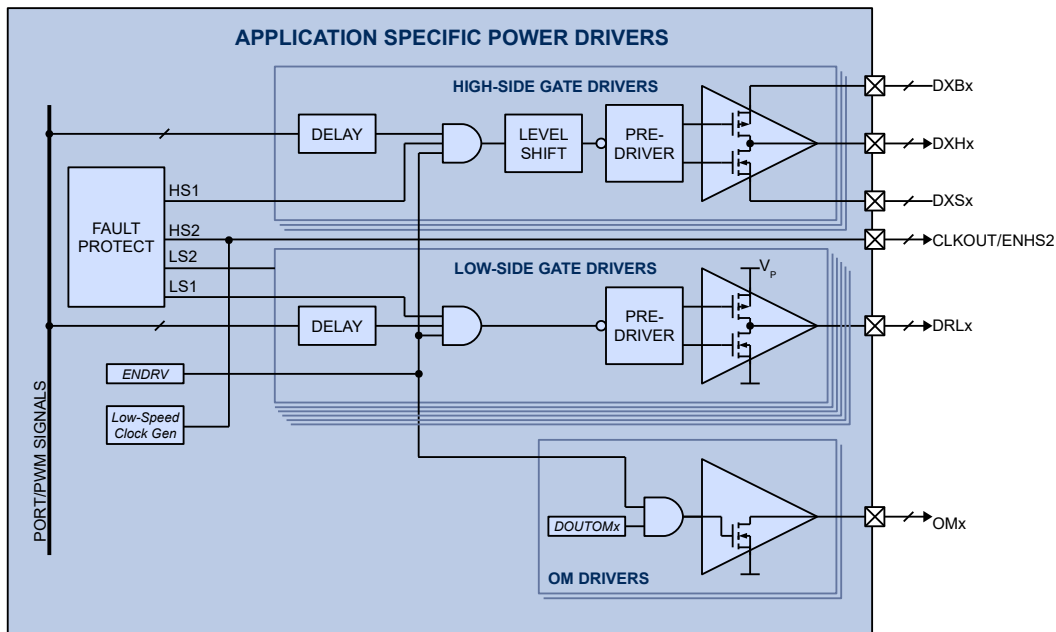 APPLICATION SPECIFIC POWER DRIVERS
HIGH-SIDE GATE DRIVERS
DXBx
DELAY
LEVEL
SHIFT
PRE-
DRIVER
DXHx
FAULT
PROTECT
HS1
HS2
LS2
LS1
DXSx
CLKOUT/ENHS2
LOW-SIDE GATE DRIVERS
VP
DELAY
PRE-
DRIVER
DRLx
ENDRV
Low-Speed
Clock Gen
PORT/PWM SIGNALS
DOUTOMx
OMx
OM DRIVERS